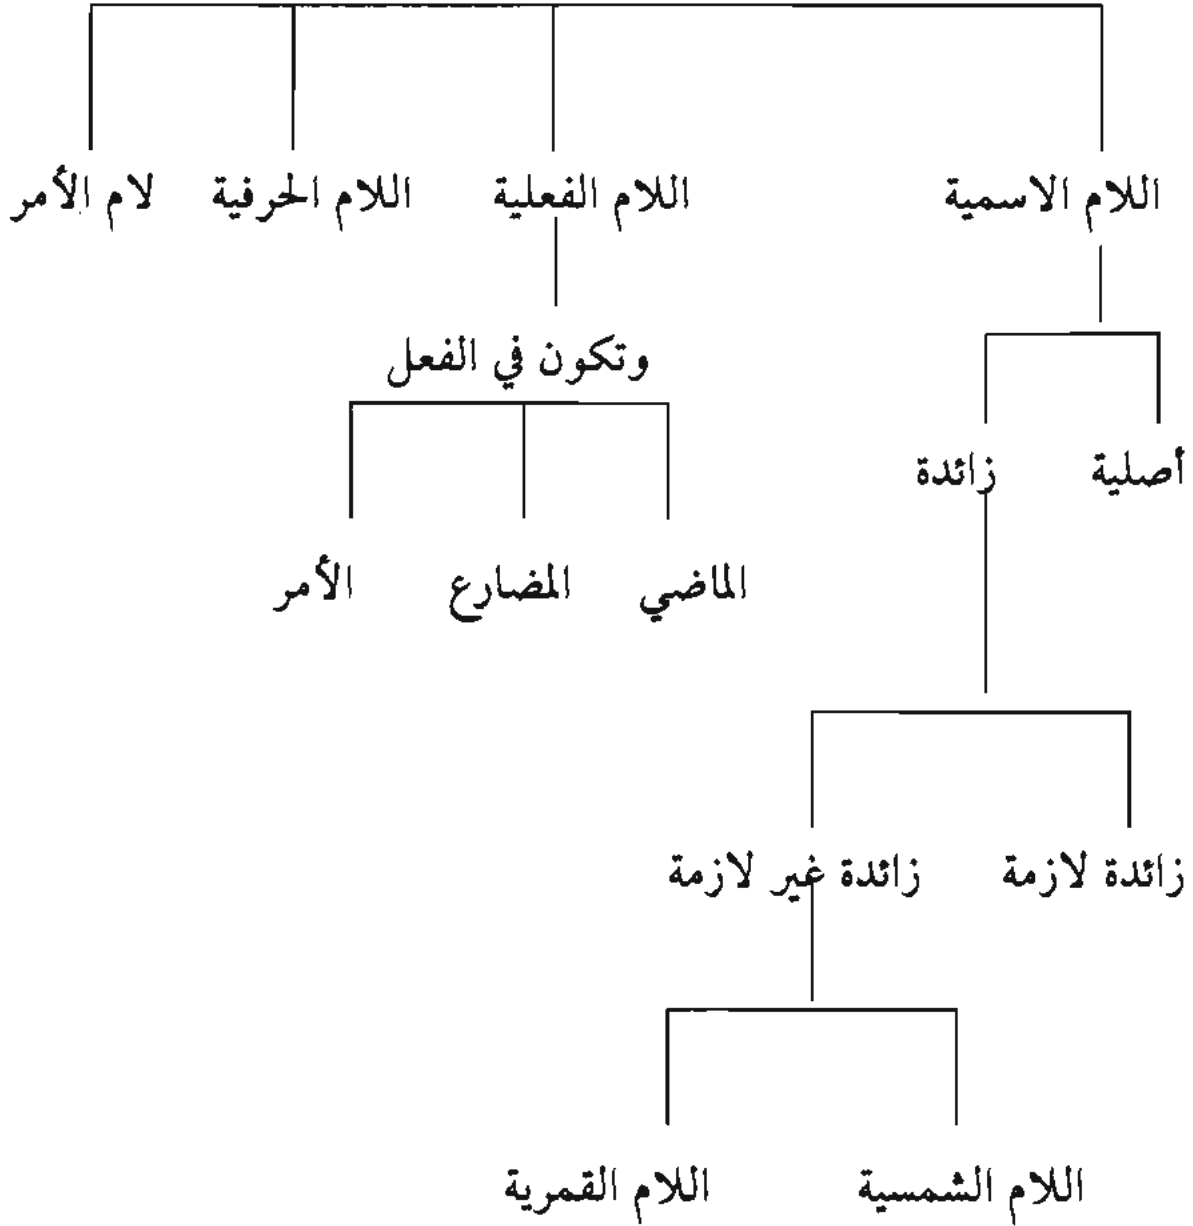 اللام الاسمية اللام الفعلية اللام الحرفية لام الأمر
وتكون في الفعل
أصلية زائدة
الماضي المضارع الأمر
زائدة لازمة زائدة غير لازمة
اللام الشمسية اللام القمرية